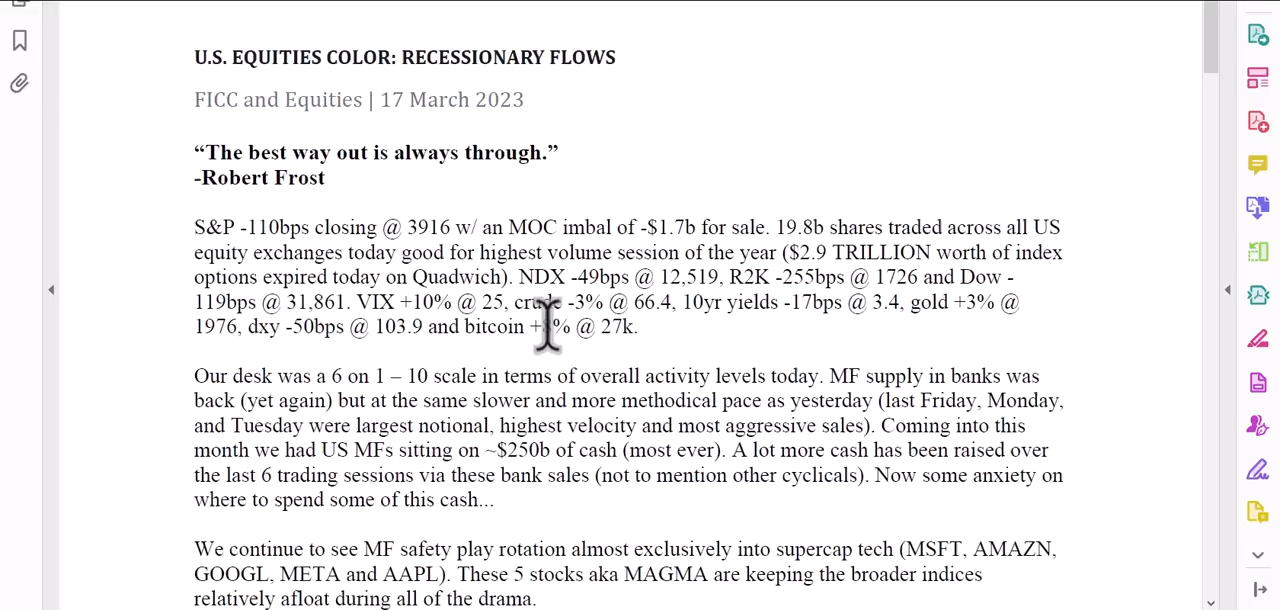 U.S. EQUITIES COLOR: RECESSIONARY FLOWS
FICC and Equities | 17 March 2023
“The best way out is always through.”
-Robert Frost
S&P -110bps closing @ 3916 w/ an MOC imbal of -$1.7b for sale. 19.8b shares traded across all US
equity exchanges today good for highest volume session of the year ($2.9 TRILLION worth of index
options expired today on Quadwich). NDX -49bps @ 12,519, R2K -255bps @ 1726 and Dow -
119bps @ 31,861. VIX +10% @ 25, crude -3% @ 66.4, 10yr yields -17bps @ 3.4, gold +3% @
1976, dxy -50bps @ 103.9 and bitcoin @ 27k.
Our desk was a 6 on 1 – 10 scale in terms of overall activity levels today. MF supply in banks was
back (yet again) but at the same slower and more methodical pace as yesterday (last Friday, Monday,
and Tuesday were largest notional, highest velocity and most aggressive sales). Coming into this
month we had US MFs sitting on ~$250b of cash (most ever). A lot more cash has been raised over
the last 6 trading sessions via these bank sales (not to mention other cyclicals). Now some anxiety on
where to spend some of this cash...
We continue to see MF safety play rotation almost exclusively into supercap tech (MSFT, AMAZN,
GOOGL, META and AAPL). These 5 stocks aka MAGMA are keeping the broader indices
relatively afloat during all of the drama.